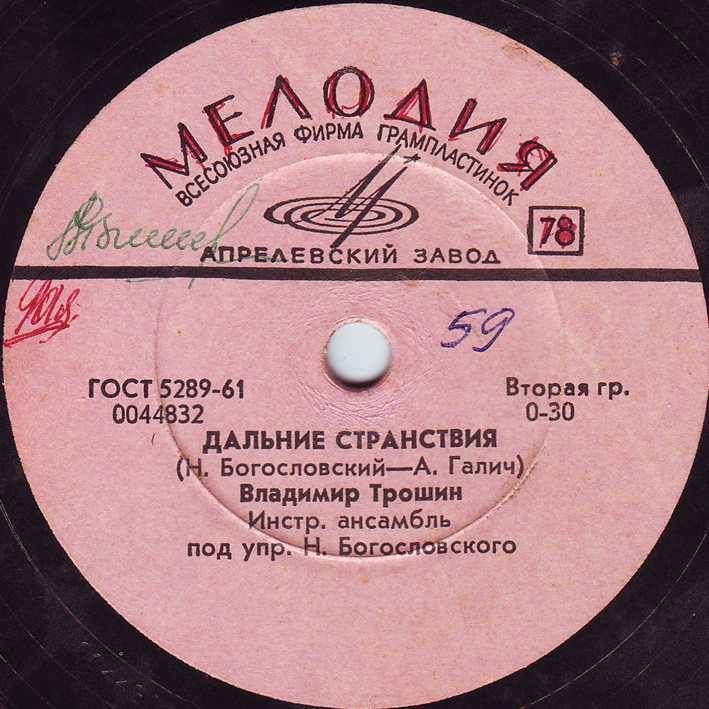 МЕЛОДИЯ
ВСЕСОЮЗНАЯ ФИРМА ГРАМПЛАСТИНОК
78
АПРЕЛЕВСКИЙ ЗАВОД
59
ГОСТ 5289-61
0044832
Вторая гр.
0-30
ДАЛЬНИЕ СТРАНСТВИЯ
(Н. Богословский—А. Галич)
Владимир Трошин
Инстр. ансамбль
под упр. Н. Богословского